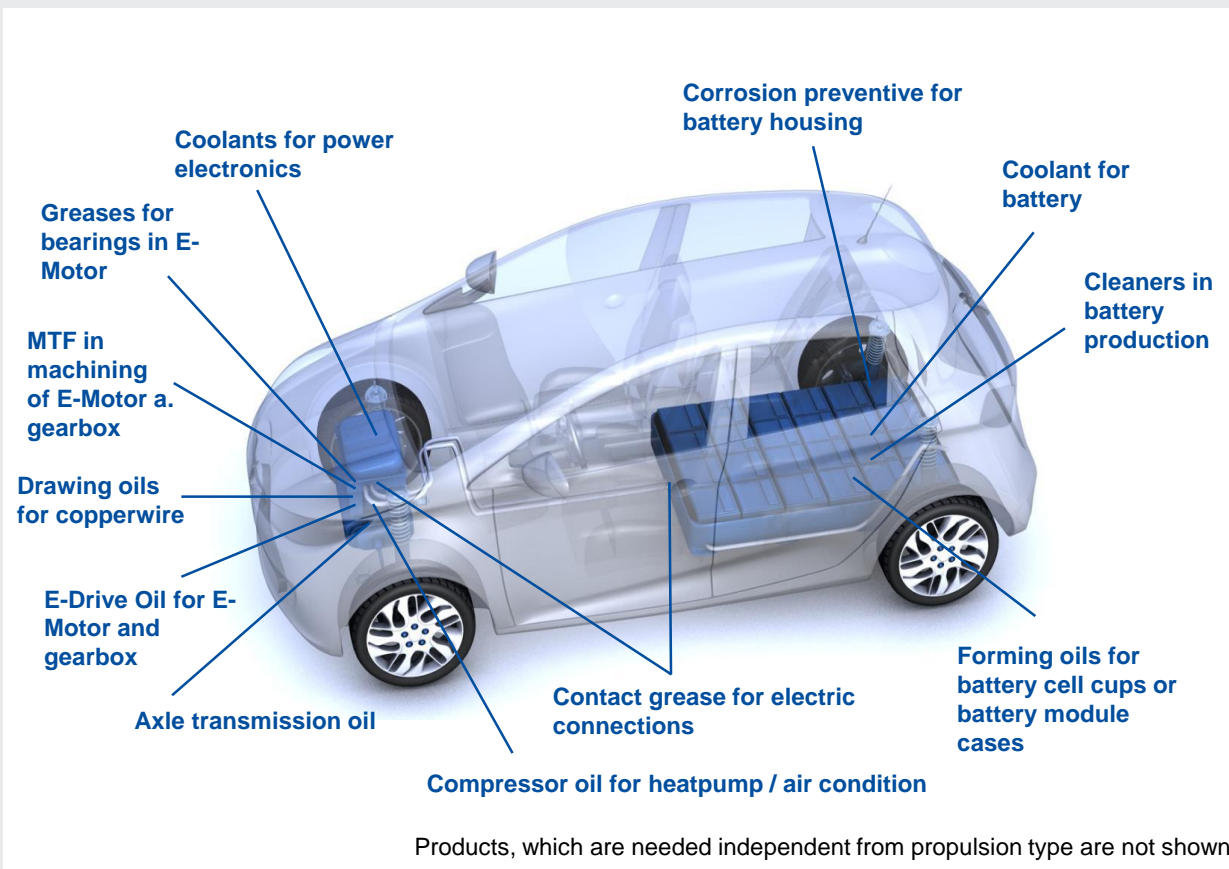 Corrosion preventive for
battery housing
Coolants for power
electronics
Coolant for
battery
Greases for
bearings in E-
Motor
Cleaners in
battery
production
MTF in
machining
of E-Motor a.
gearbox
Drawing oils
for copperwire
E-Drive Oil for E-
Motor and
gearbox
Forming oils for
battery cell cups or
battery module
cases
Contact grease for electric
connections
Axle transmission oil
Compressor oil for heatpump / air condition
Products, which are needed independent from propulsion type are not shown